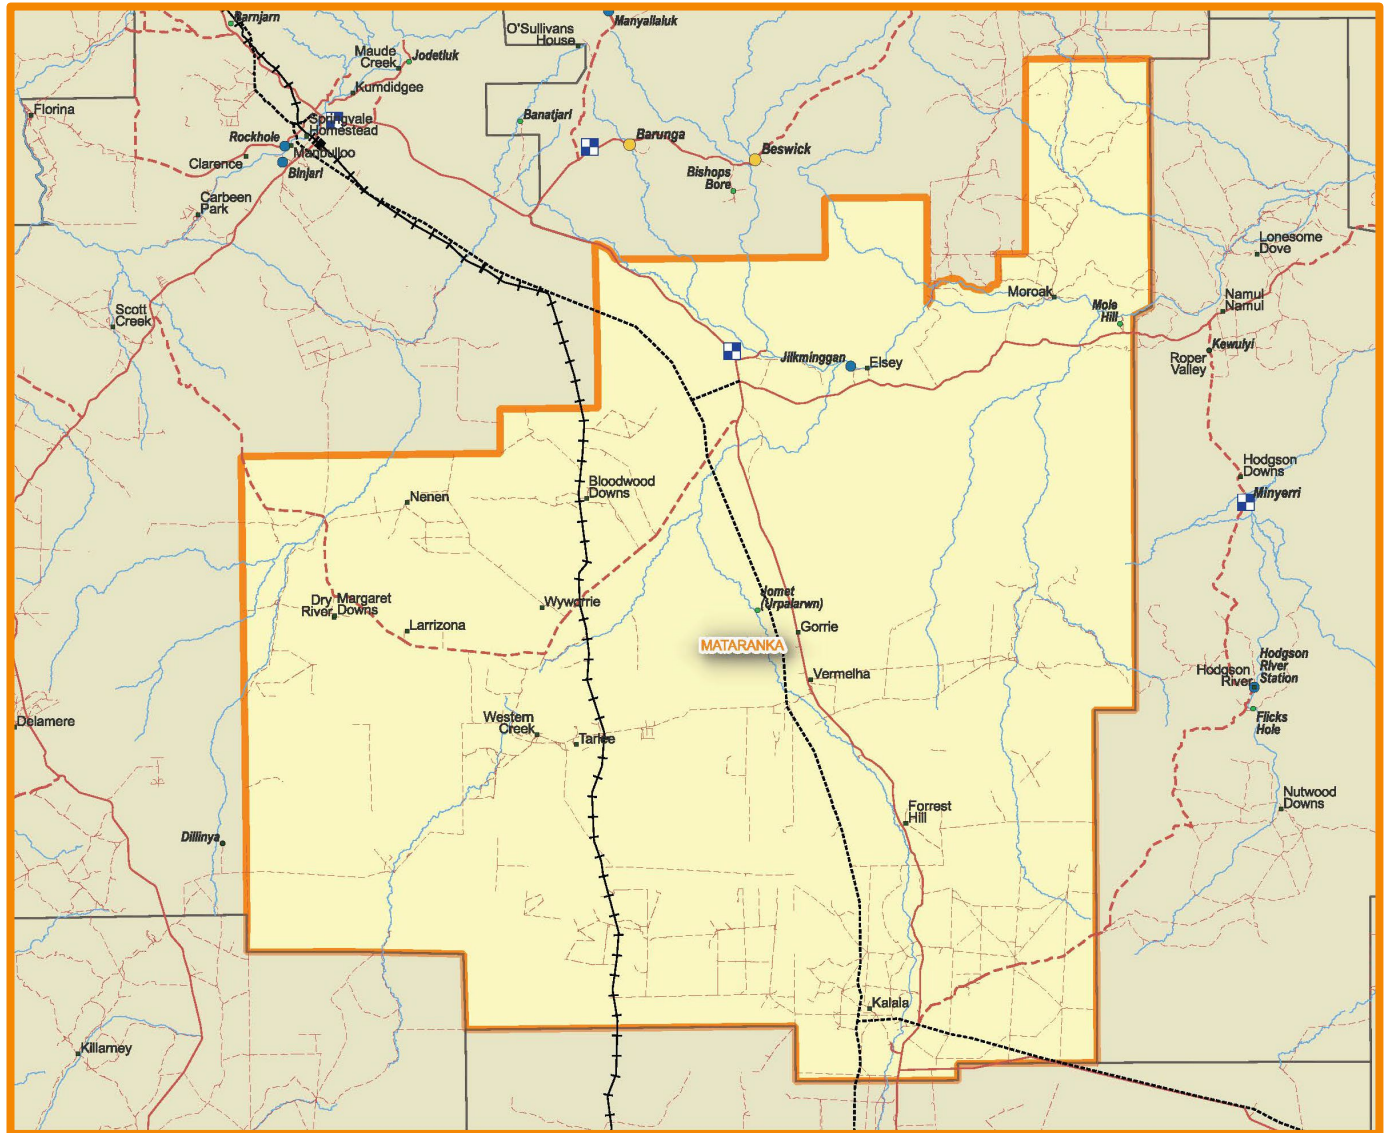 Barnjarn
O'Sullivans
House
Manyallaluk
Maude
Creek
Jodetluk
Kumdidgee
Florina
Banatjarl
Springvale
Homestead
Rockhole
Manbulloo
Barunga
Beswick
Clarence
Binjari
Bishops
Bore
Carbeen
Park
Lonesome
Dove
Moroak
Namul
Namul
Scott
Creek
Mole
Hill
Jilkminggan
Elsey
Kewulyi
Roper
Valley
Hodgson
Downs
Bloodwood
Downs
Nenen
Minyerri
Dry
River
Margaret
Downs
Wyworrie
Jomet
(Urpalarwn)
Larrizona
Gorrie
MATARANKA
Vermelha
Hodgson
River
Hodgson
River
Station
Flicks
Hole
Delamere
Western
Creek
Tarlee
Forrest
Hill
Nutwood
Downs
Dillinya
Kalala
Killarney